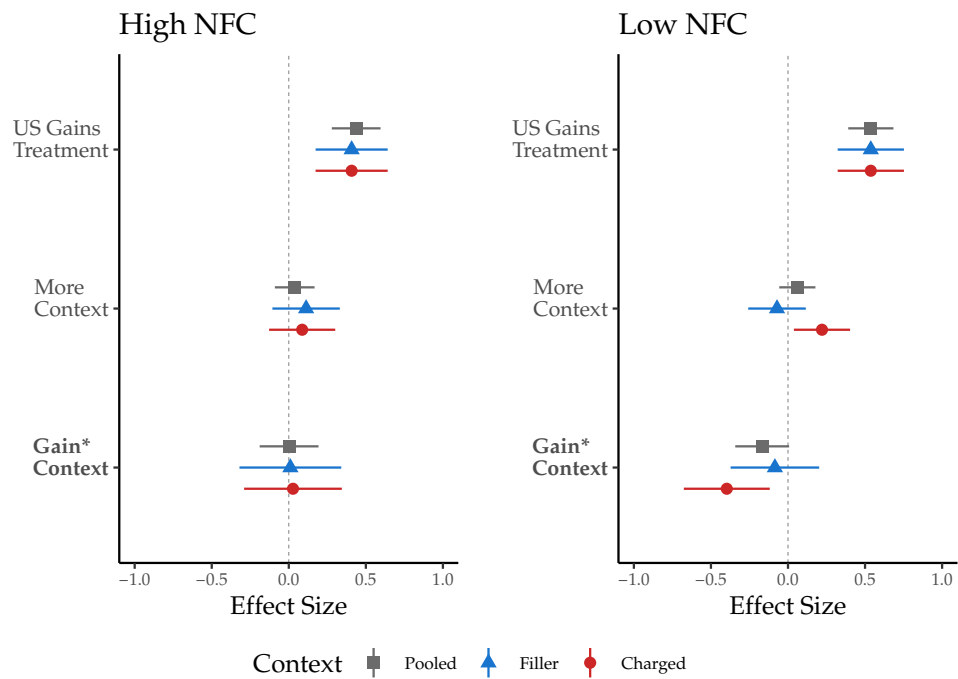 High NFC
US Gains
Treatment
More
Context
Gain*
Context
−1.0 −0.5 0.0 0.5 1.0
Effect Size
Low NFC
US Gains
Treatment
More
Context
Gain*
Context
−1.0 −0.5 0.0 0.5 1.0
Effect Size
Context Pooled Filler Charged